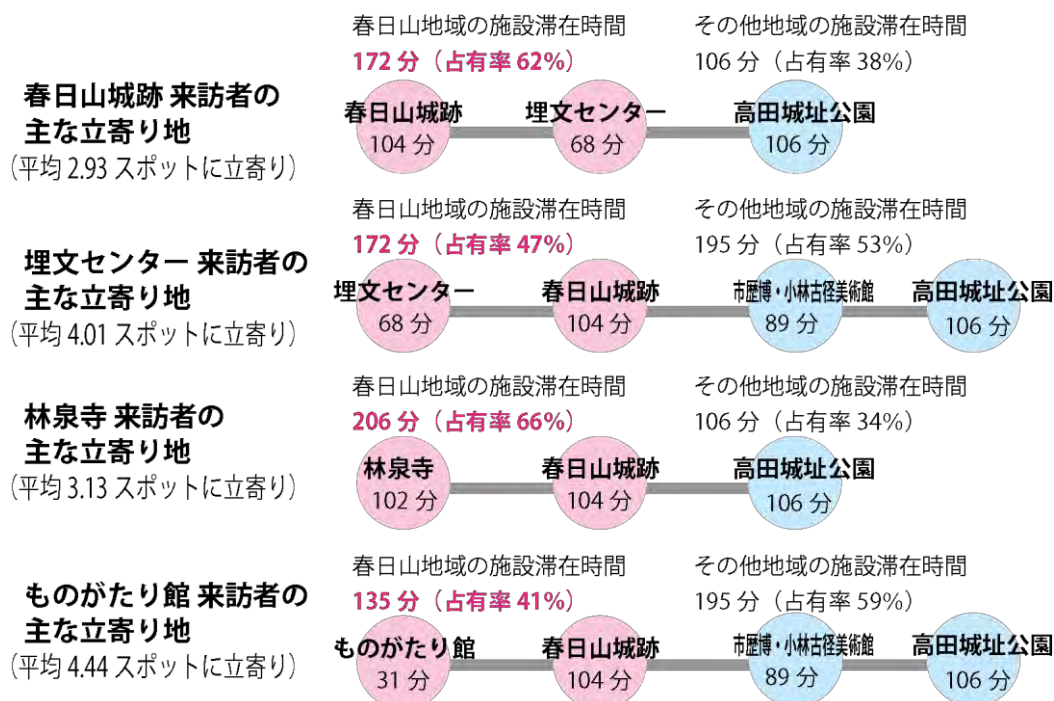 春日山地域の施設滞在時間 その他地域の施設滞在時間
172 分（占有率 62%） 106 分（占有率 38%）
春日山城跡 来訪者の
主な立寄り地
（平均 2.93 スポットに立寄り）
春日山城跡 埋文センター 高田城址公園
104 分 68 分 106 分
春日山地域の施設滞在時間 その他地域の施設滞在時間
172 分（占有率 47%） 195 分（占有率 53%）
埋文センター 来訪者の
主な立寄り地
（平均 4.01 スポットに立寄り）
埋文センター 春日山城跡 市歴博・小林古径美術館 高田城址公園
68 分 104 分 89 分 106 分
春日山地域の施設滞在時間 その他地域の施設滞在時間
206 分（占有率 66%） 106 分（占有率 34%）
林泉寺 来訪者の
主な立寄り地
（平均 3.13 スポットに立寄り）
林泉寺 春日山城跡 高田城址公園
102 分 104 分 106 分
春日山地域の施設滞在時間 その他地域の施設滞在時間
135 分（占有率 41%） 195 分（占有率 59%）
ものがたり館 来訪者の
主な立寄り地
（平均 4.44 スポットに立寄り）
ものがたり館 春日山城跡 市歴博・小林古径美術館 高田城址公園
31 分 104 分 89 分 106 分